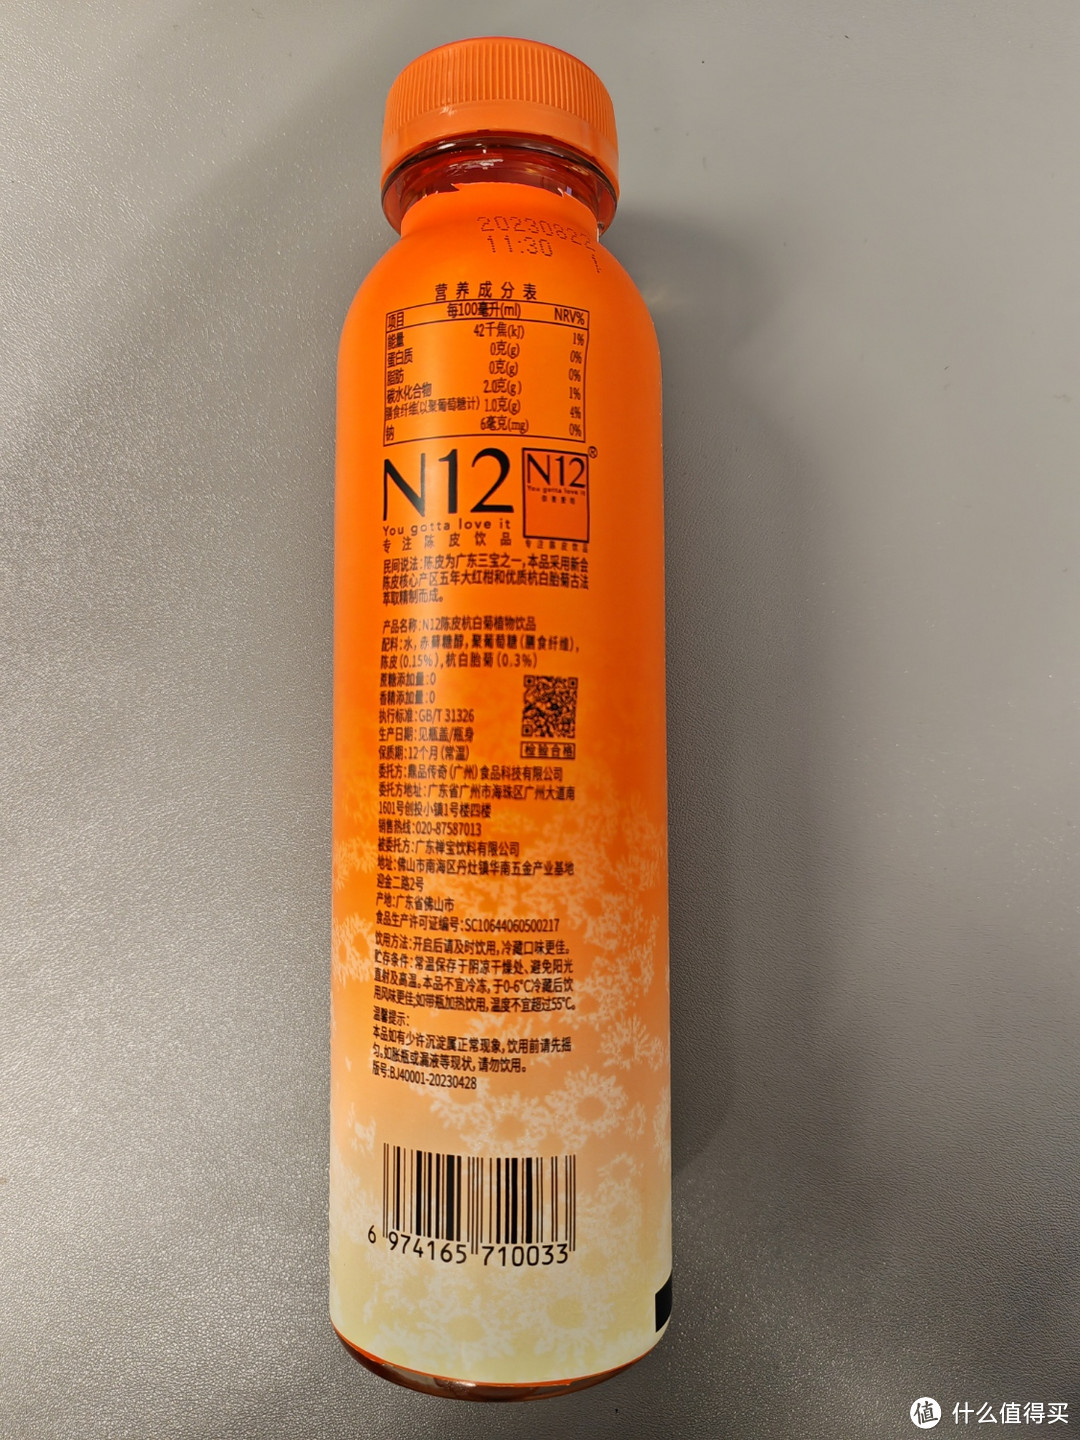 20230822
11:30 1
营养成分表
项目 每100毫升(ml) NRV%
能量 42千焦(kJ) 1%
蛋白质 0克(g) 0%
脂肪 0克(g) 0%
碳水化合物 2.0克(g) 1%
膳食纤维(以聚葡萄糖计) 1.0克(g) 4%
钠 6毫克(mg) 0%
N12
You gotta love it
专注陈皮饮品
N12 ®
You gotta love it
专注陈皮饮品
民间说法:陈皮为广东三宝之一,本品采用新会
陈皮核心产区五年大红柑和优质杭白胎菊古法
萃取精制而成。
产品名称:N12陈皮杭白菊植物饮品
配料:水,赤藓糖醇,聚葡萄糖(膳食纤维),
陈皮(0.15%),杭白胎菊(0.3%)
蔗糖添加量:0
香精添加量:0
执行标准:GB/T 31326
生产日期:见瓶盖/瓶身
保质期:12个月(常温)
检验合格
委托方:鼎品传奇(广州)食品科技有限公司
委托方地址:广东省广州市海珠区广州大道南
1601号创投小镇1号楼四楼
销售热线:020-87587013
被委托方:广东禅宝饮料有限公司
地址:佛山市南海区丹灶镇华南五金产业基地
迎金二路2号
产地:广东省佛山市
食品生产许可证编号:SC10644060500217
饮用方法:开启后请及时饮用,冷藏口味更佳。
贮存条件:常温保存于阴凉干燥处、避免阳光
直射及高温。本品不宜冷冻,于0-6°C冷藏后饮
用风味更佳;如带瓶加热饮用,温度不宜超过55°C。
温馨提示:
本品如有少许沉淀属正常现象,饮用前请先摇
匀。如胀瓶或漏液等现状,请勿饮用。
版号:BJ40001-20230428
6 974165 710033
值 什么值得买